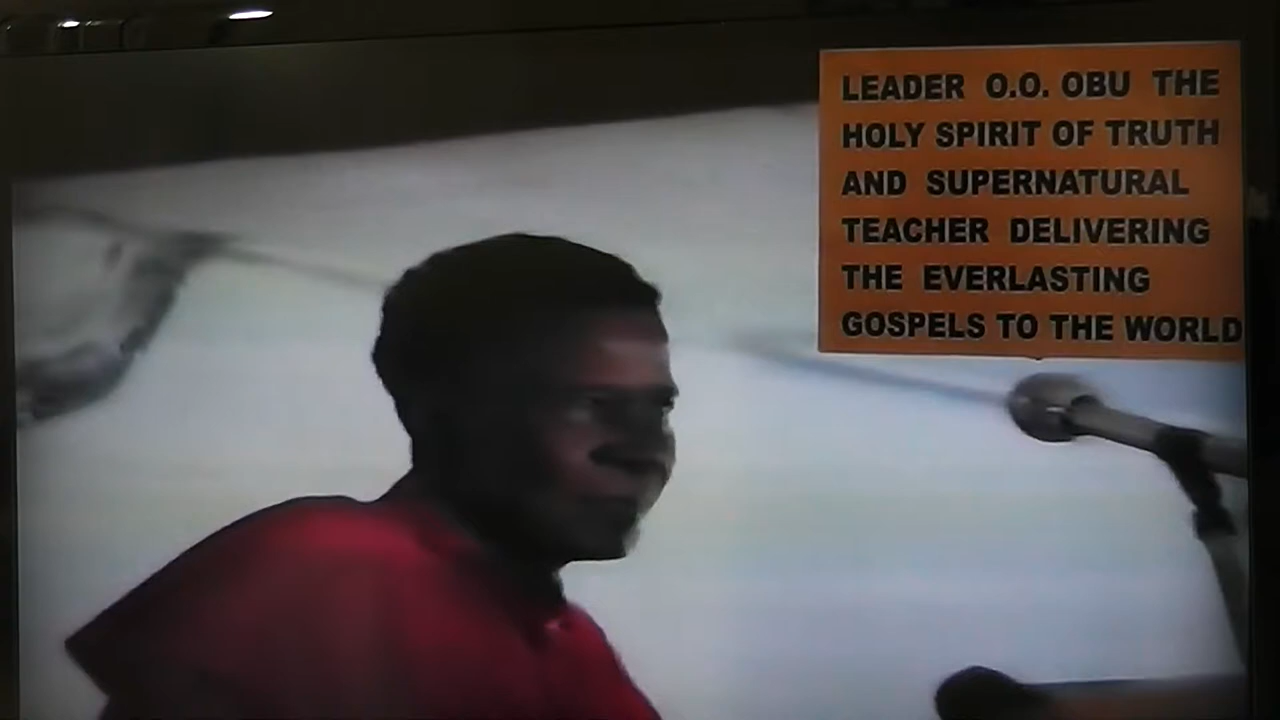 LEADER O.O. OBU THE
HOLY SPIRIT OF TRUTH
AND SUPERNATURAL
TEACHER DELIVERING
THE EVERLASTING
GOSPELS TO THE WORLD